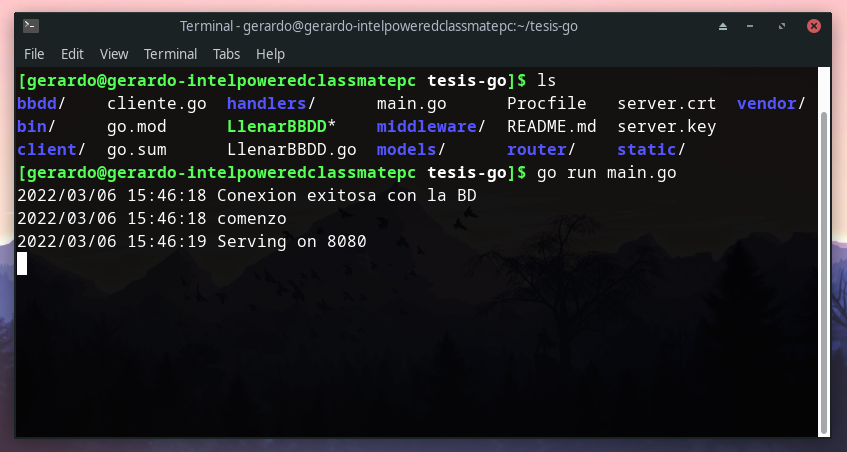 Terminal - gerardo@gerardo-intelpoweredclassmatepc:~/tesis-go
File Edit View Terminal Tabs Help
[gerardo@gerardo-intelpoweredclassmatepc tesis-go]$ ls
bbdd/ cliente.go handlers/ main.go Procfile server.crt vendor/
bin/ go.mod LlenarBBDD* middleware/ README.md server.key
client/ go.sum LlenarBBDD.go models/ router/ static/
[gerardo@gerardo-intelpoweredclassmatepc tesis-go]$ go run main.go
2022/03/06 15:46:18 Conexion exitosa con la BD
2022/03/06 15:46:18 comenzo
2022/03/06 15:46:19 Serving on 8080